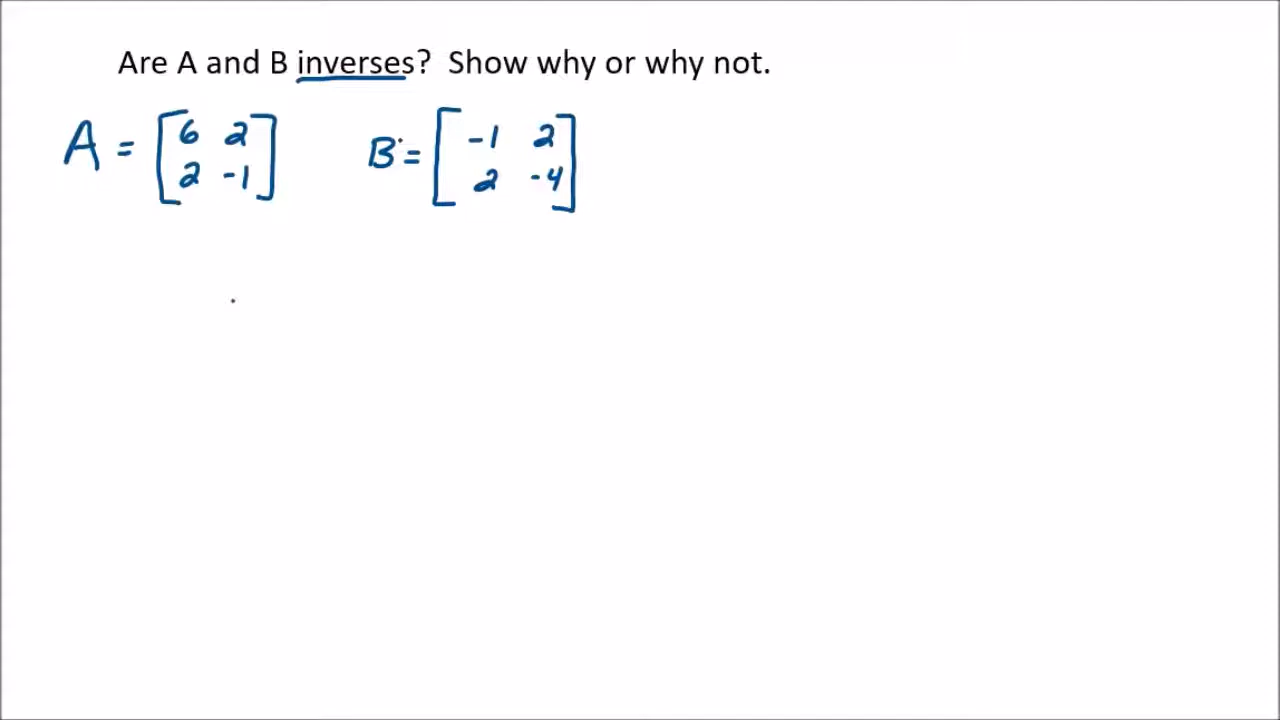 Are A and B inverses?  Show why or why not.
A = [6 2
2 -1]
B = [-1 2
2 -4]